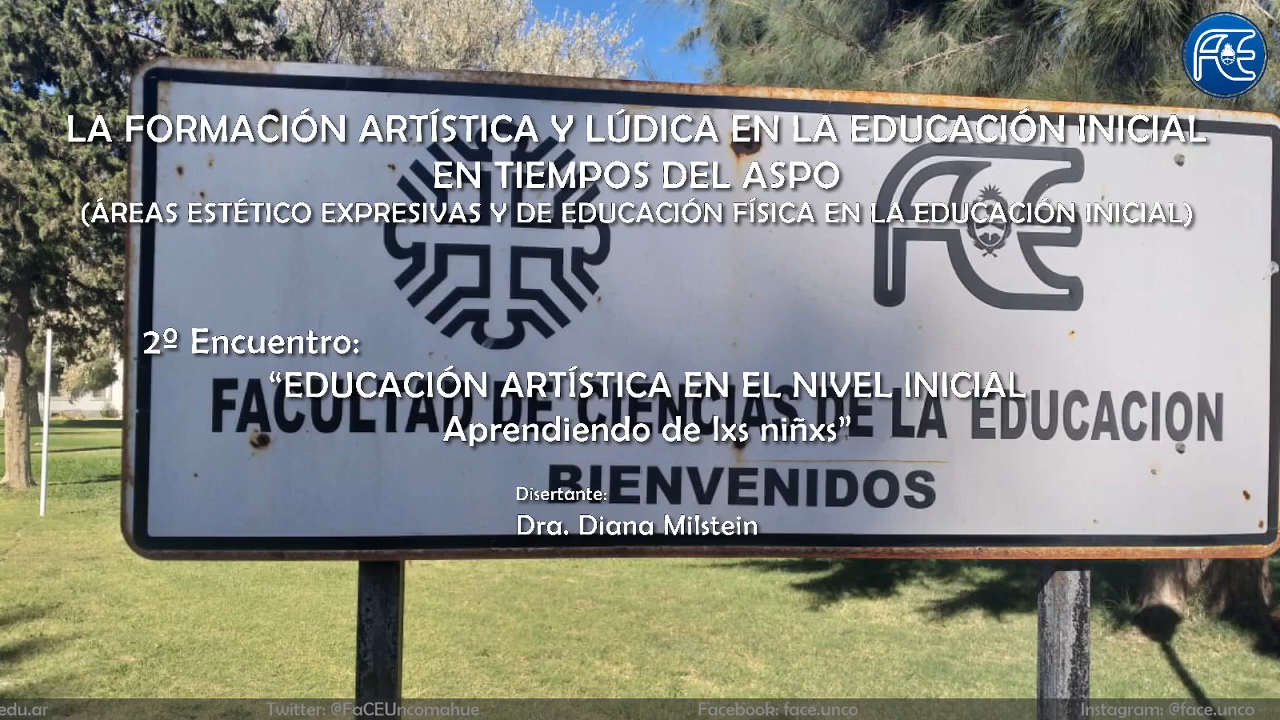 LA FORMACIÓN ARTÍSTICA Y LÚDICA EN LA EDUCACIÓN INICIAL
EN TIEMPOS DEL ASPO
(ÁREAS ESTÉTICO EXPRESIVAS Y DE EDUCACIÓN FÍSICA EN LA EDUCACIÓN INICIAL)
2º Encuentro:
“EDUCACIÓN ARTÍSTICA EN EL NIVEL INICIAL
FACULTAD DE CIENCIAS DE LA EDUCACION
Aprendiendo de lxs niñxs”
BIENVENIDOS
Disertante:
Dra. Diana Milstein
edu.ar
Twitter: @FaCEUncomahue
Facebook: face.unco
Instagram: @face.unco